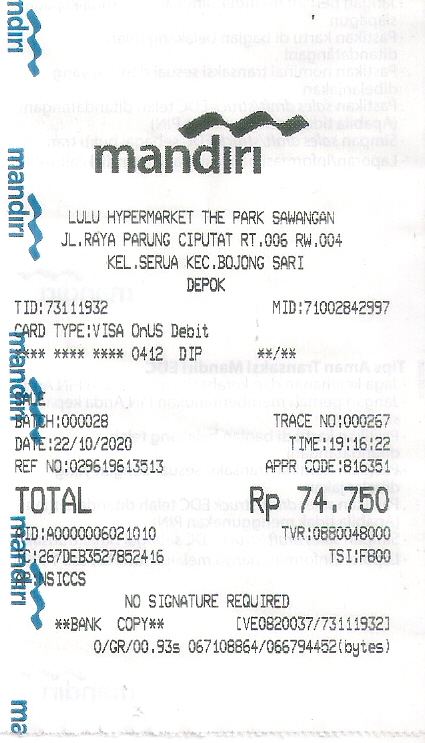 mandiri
LULU HYPERMARKET THE PARK SAWANGAN
JL.RAYA PARUNG CIPUTAT RT.006 RW.004
KEL.SERUA KEC.BOJONG SARI
DEPOK
TID:73111932 MID:71002842997
CARD TYPE:VISA OnUS Debit
**** **** **** 0412 DIP **/**
SALE
BATCH:000028 TRACE NO:000267
DATE:22/10/2020 TIME:19:16:22
REF NO:029619613513 APPR CODE:816351
TOTAL Rp 74.750
AID:A0000006021010 TVR:0880048000
TC:267DEB3527852416 TSI:F800
AP:NSICCS
NO SIGNATURE REQUIRED
**BANK COPY** [VE0820037/73111932]
0/GR/00.93s 067108864/066794452(bytes)
mandiri
mandiri
mandiri
mandiri
ma